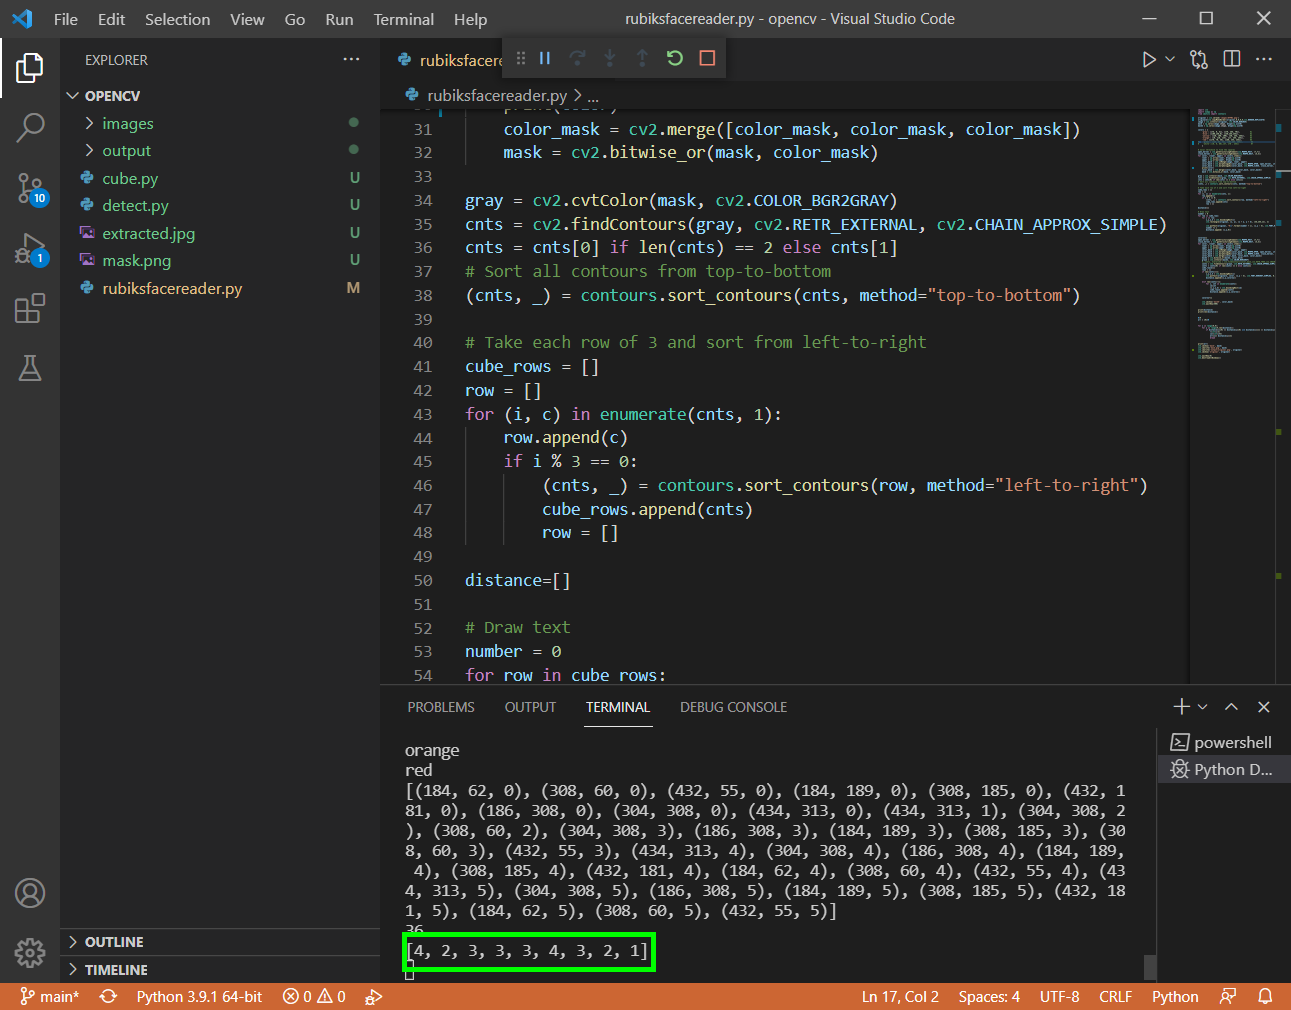 File Edit Selection View Go Run Terminal Help
rubiksfacereader.py - opencv - Visual Studio Code
EXPLORER
OPENCV
images
output
cube.py U
detect.py U
extracted.jpg U
mask.png U
rubiksfacereader.py M
10
1
OUTLINE
TIMELINE
rubiksfacere
rubiksfacereader.py > ...
31 color_mask = cv2.merge([color_mask, color_mask, color_mask])
32 mask = cv2.bitwise_or(mask, color_mask)
33
34 gray = cv2.cvtColor(mask, cv2.COLOR_BGR2GRAY)
35 cnts = cv2.findContours(gray, cv2.RETR_EXTERNAL, cv2.CHAIN_APPROX_SIMPLE)
36 cnts = cnts[0] if len(cnts) == 2 else cnts[1]
37 # Sort all contours from top-to-bottom
38 (cnts, _) = contours.sort_contours(cnts, method="top-to-bottom")
39
40 # Take each row of 3 and sort from left-to-right
41 cube_rows = []
42 row = []
43 for (i, c) in enumerate(cnts, 1):
44 row.append(c)
45 if i % 3 == 0:
46 (cnts, _) = contours.sort_contours(row, method="left-to-right")
47 cube_rows.append(cnts)
48 row = []
49
50 distance=[]
51
52 # Draw text
53 number = 0
54 for row in cube_rows:
PROBLEMS OUTPUT TERMINAL DEBUG CONSOLE
powershell
Python D...
orange
red
[(184, 62, 0), (308, 60, 0), (432, 55, 0), (184, 189, 0), (308, 185, 0), (432, 1
81, 0), (186, 308, 0), (304, 308, 0), (434, 313, 0), (434, 313, 1), (304, 308, 2
), (308, 60, 2), (304, 308, 3), (186, 308, 3), (184, 189, 3), (308, 185, 3), (30
8, 60, 3), (432, 55, 3), (434, 313, 4), (304, 308, 4), (186, 308, 4), (184, 189,
4), (308, 185, 4), (432, 181, 4), (184, 62, 4), (308, 60, 4), (432, 55, 4), (43
4, 313, 5), (304, 308, 5), (186, 308, 5), (184, 189, 5), (308, 185, 5), (432, 18
1, 5), (184, 62, 5), (308, 60, 5), (432, 55, 5)]
36
[4, 2, 3, 3, 3, 4, 3, 2, 1]
main* Python 3.9.1 64-bit 0 0 Ln 17, Col 2 Spaces: 4 UTF-8 CRLF Python